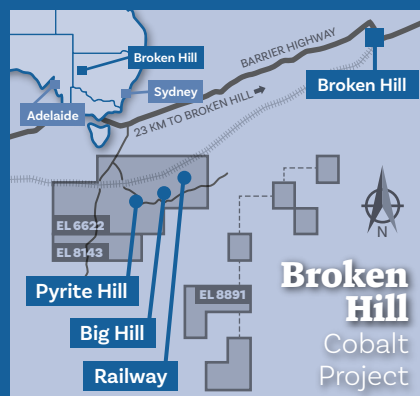 Broken Hill
Sydney
Adelaide
BARRIER HIGHWAY
23 KM TO BROKEN HILL
Broken Hill
EL 6622
EL 8143
N
Pyrite Hill
EL 8891
Big Hill
Railway
Broken
Hill
Cobalt
Project